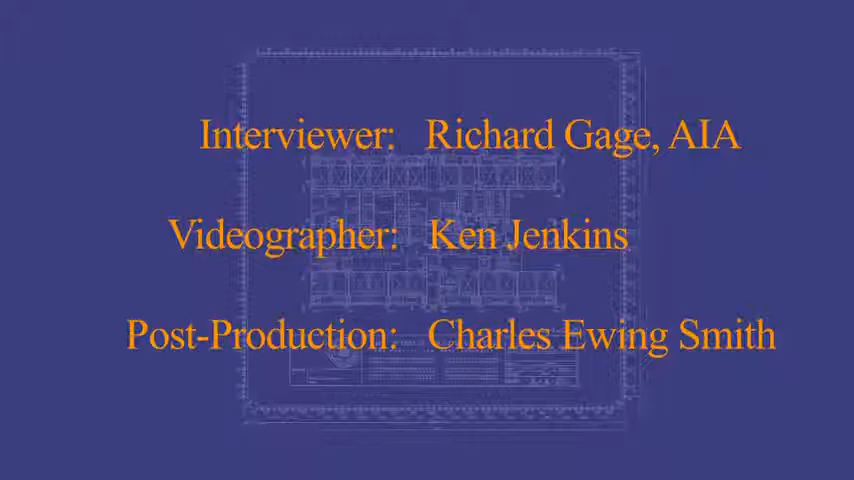 Interviewer: Richard Gage, AIA
Videographer: Ken Jenkins
Post-Production: Charles Ewing Smith